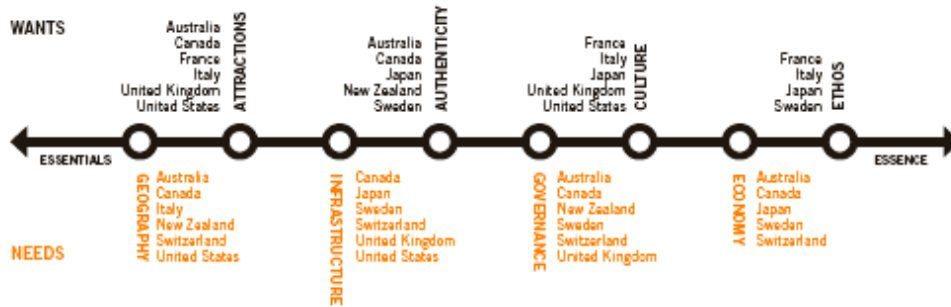 WANTS
Australia
Canada
France
Italy
United Kingdom
United States
ATTRACTIONS
Australia
Canada
Japan
New Zealand
Sweden
AUTHENTICITY
France
Italy
Japan
United Kingdom
United States
CULTURE
France
Italy
Japan
Sweden
ETHOS
ESSENTIALS
ESSENCE
NEEDS
GEOGRAPHY
Australia
Canada
Italy
New Zealand
Switzerland
United States
INFRASTRUCTURE
Canada
Japan
Sweden
Switzerland
United Kingdom
United States
GOVERNANCE
Australia
Canada
New Zealand
Sweden
Switzerland
United Kingdom
ECONOMY
Australia
Canada
Japan
Sweden
Switzerland